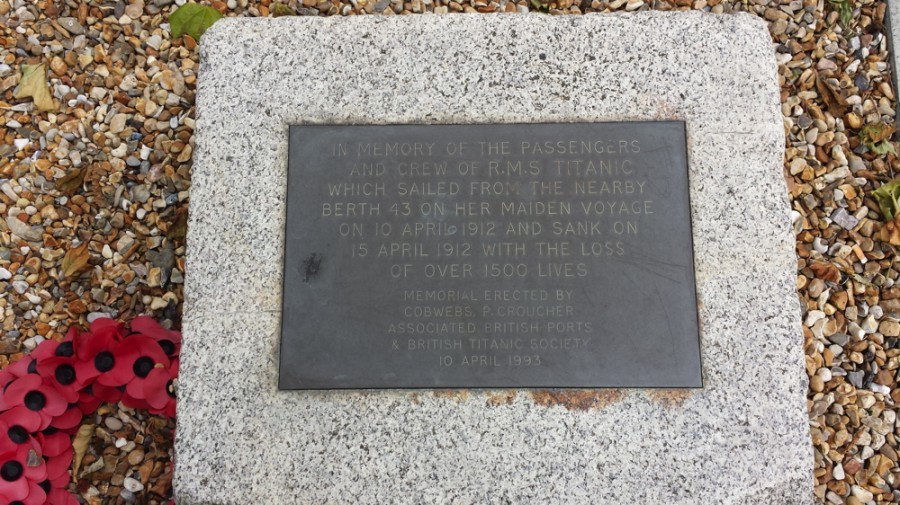 IN MEMORY OF THE PASSENGERS
AND CREW OF R.M.S TITANIC
WHICH SAILED FROM THE NEARBY
BERTH 43 ON HER MAIDEN VOYAGE
ON 10 APRIL 1912 AND SANK ON
15 APRIL 1912 WITH THE LOSS
OF OVER 1500 LIVES
MEMORIAL ERECTED BY
COBWEBS, P. CROUCHER
ASSOCIATED BRITISH PORTS
& BRITISH TITANIC SOCIETY
10 APRIL 1993